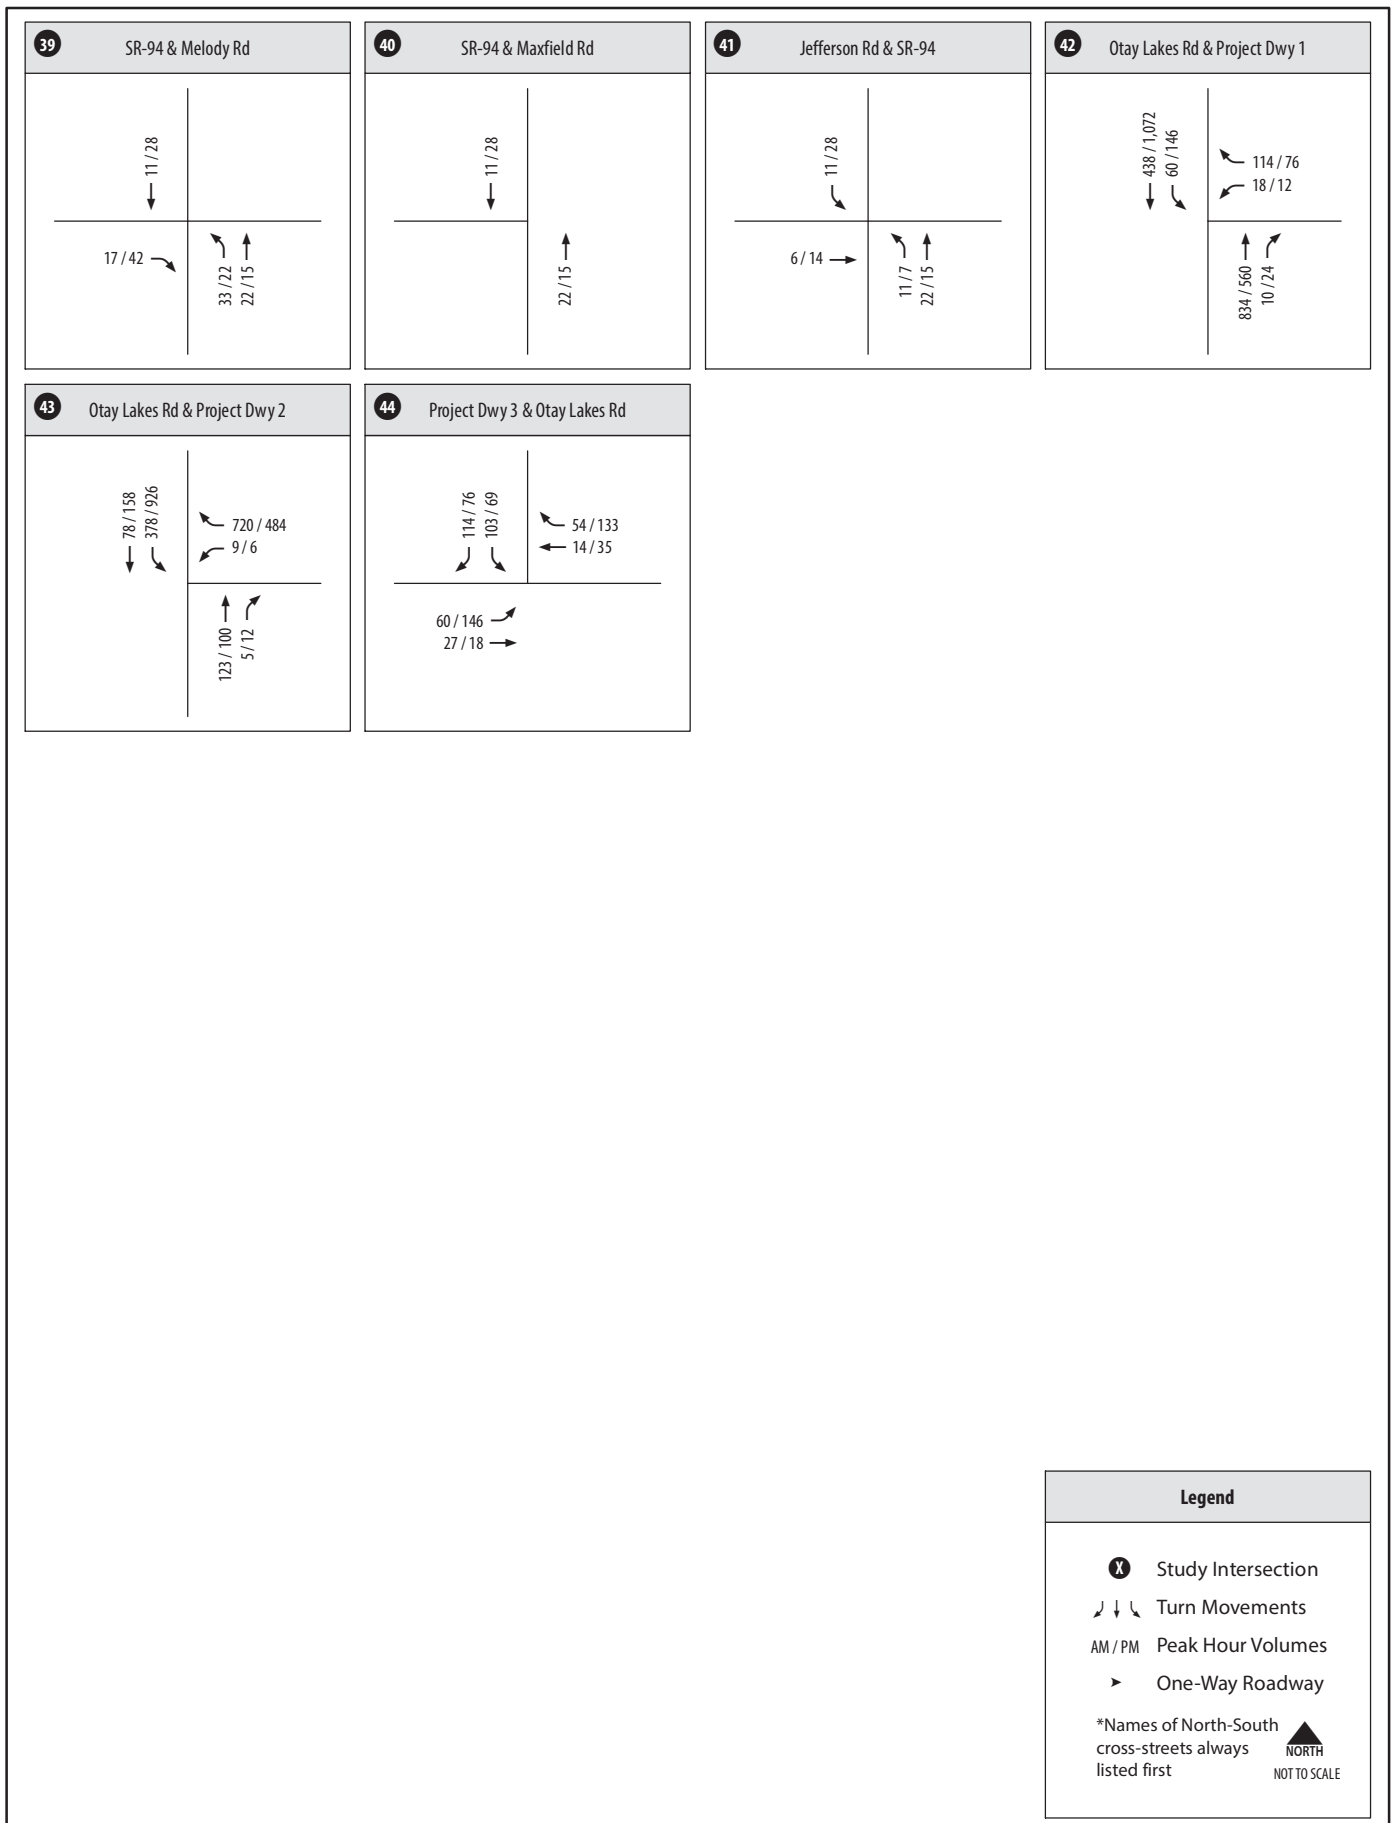 39 SR-94 & Melody Rd
11 / 28
17 / 42
33 / 22
22 / 15
40 SR-94 & Maxfield Rd
11 / 28
22 / 15
41 Jefferson Rd & SR-94
11 / 28
6 / 14
11 / 7
22 / 15
42 Otay Lakes Rd & Project Dwy 1
438 / 1,072
60 / 146
114 / 76
18 / 12
834 / 560
10 / 24
43 Otay Lakes Rd & Project Dwy 2
78 / 158
378 / 926
720 / 484
9 / 6
123 / 100
5 / 12
44 Project Dwy 3 & Otay Lakes Rd
114 / 76
103 / 69
54 / 133
14 / 35
60 / 146
27 / 18
Legend
X Study Intersection
Turn Movements
AM / PM Peak Hour Volumes
One-Way Roadway
*Names of North-South
cross-streets always
listed first
NORTH
NOT TO SCALE